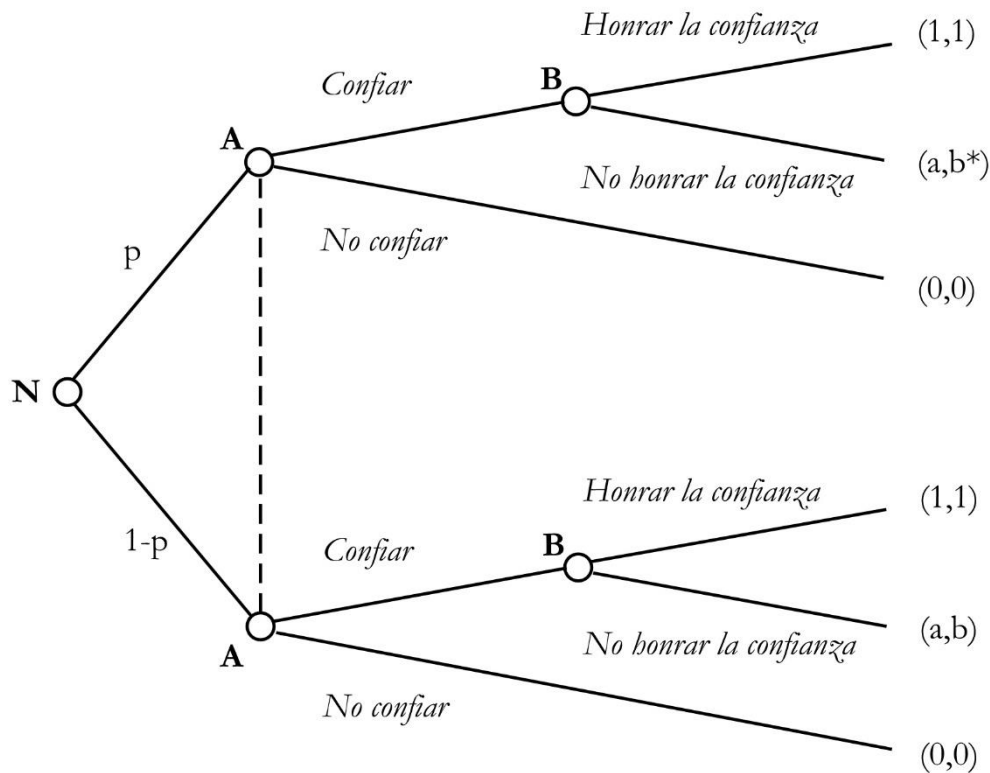 Honrar la confianza
(1,1)
Confiar
B
A
(a,b*)
No honrar la confianza
No confiar
p
(0,0)
N
Honrar la confianza
(1,1)
1-p
Confiar
B
(a,b)
A
No honrar la confianza
No confiar
(0,0)